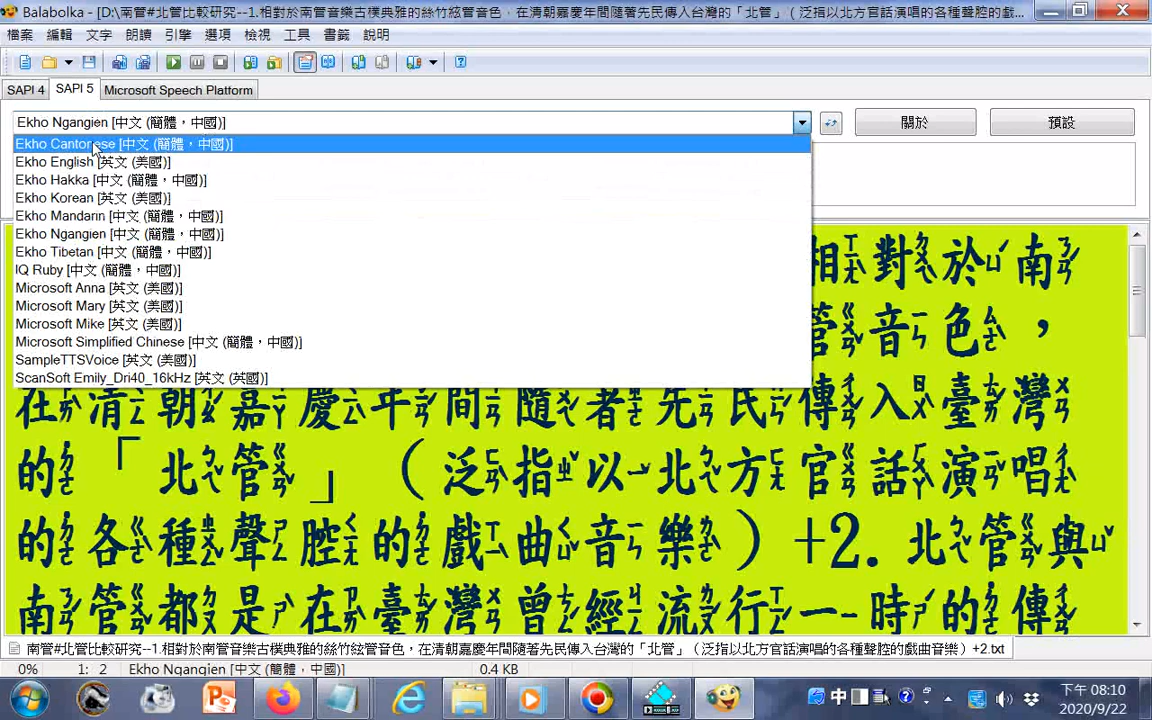 Balabolka - [D:\南管#北管比較研究--1.相對於南管音樂古樸典雅的絲竹絃管音色，在清朝嘉慶年間隨著先民傳入台灣的「北管」（泛指以北方官話演唱的各種聲腔的戲...
檔案 編輯 文字 朗讀 引擎 選項 檢視 工具 書籤 說明
SAPI 4 SAPI 5 Microsoft Speech Platform
Ekho Ngangien [中文 (簡體，中國)] 關於 預設
Ekho Cantonese [中文 (簡體，中國)]
Ekho English [英文 (美國)]
Ekho Hakka [中文 (簡體，中國)]
Ekho Korean [英文 (美國)]
Ekho Mandarin [中文 (簡體，中國)]
Ekho Ngangien [中文 (簡體，中國)]
Ekho Tibetan [中文 (簡體，中國)]
IQ Ruby [中文 (簡體，中國)]
Microsoft Anna [英文 (美國)]
Microsoft Mary [英文 (美國)]
Microsoft Mike [英文 (美國)]
Microsoft Simplified Chinese [中文 (簡體，中國)]
SampleTTSVoice [英文 (美國)]
ScanSoft Emily_Dri40_16kHz [英文 (英國)]
相對於南
管音色，
在清朝嘉慶年間隨著先民傳入臺灣
的「北管」（泛指以北方官話演唱
的各種聲腔的戲曲音樂）+2. 北管與
南管都是在臺灣曾經流行一時的傳
南管#北管比較研究--1.相對於南管音樂古樸典雅的絲竹絃管音色，在清朝嘉慶年間隨著先民傳入台灣的「北管」（泛指以北方官話演唱的各種聲腔的戲曲音樂）+2.txt
0% 1: 2 Ekho Ngangien [中文 (簡體，中國)] 0.4 KB
中
下午 08:10
2020/9/22